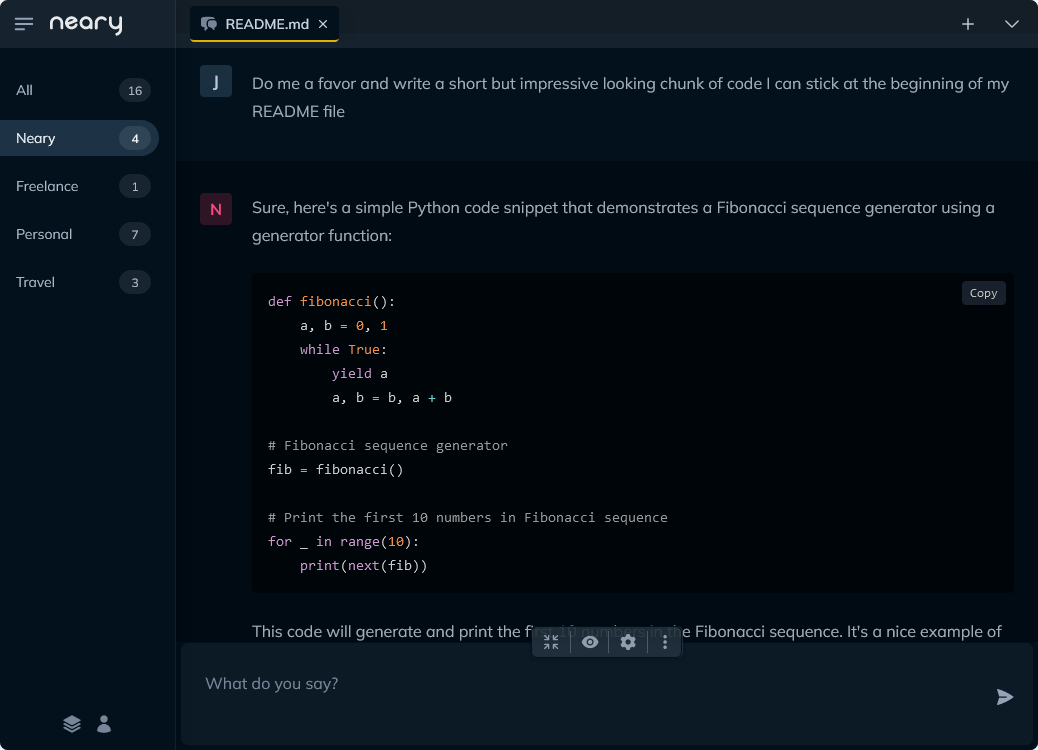 neary
README.md
All 16
Neary 4
Freelance 1
Personal 7
Travel 3
J
Do me a favor and write a short but impressive looking chunk of code I can stick at the beginning of my
README file
N
Sure, here's a simple Python code snippet that demonstrates a Fibonacci sequence generator using a
generator function:
Copy
def fibonacci():
    a, b = 0, 1
    while True:
        yield a
        a, b = b, a + b
# Fibonacci sequence generator
fib = fibonacci()
# Print the first 10 numbers in Fibonacci sequence
for _ in range(10):
    print(next(fib))
This code will generate and print the first 10 numbers in the Fibonacci sequence. It's a nice example of
What do you say?